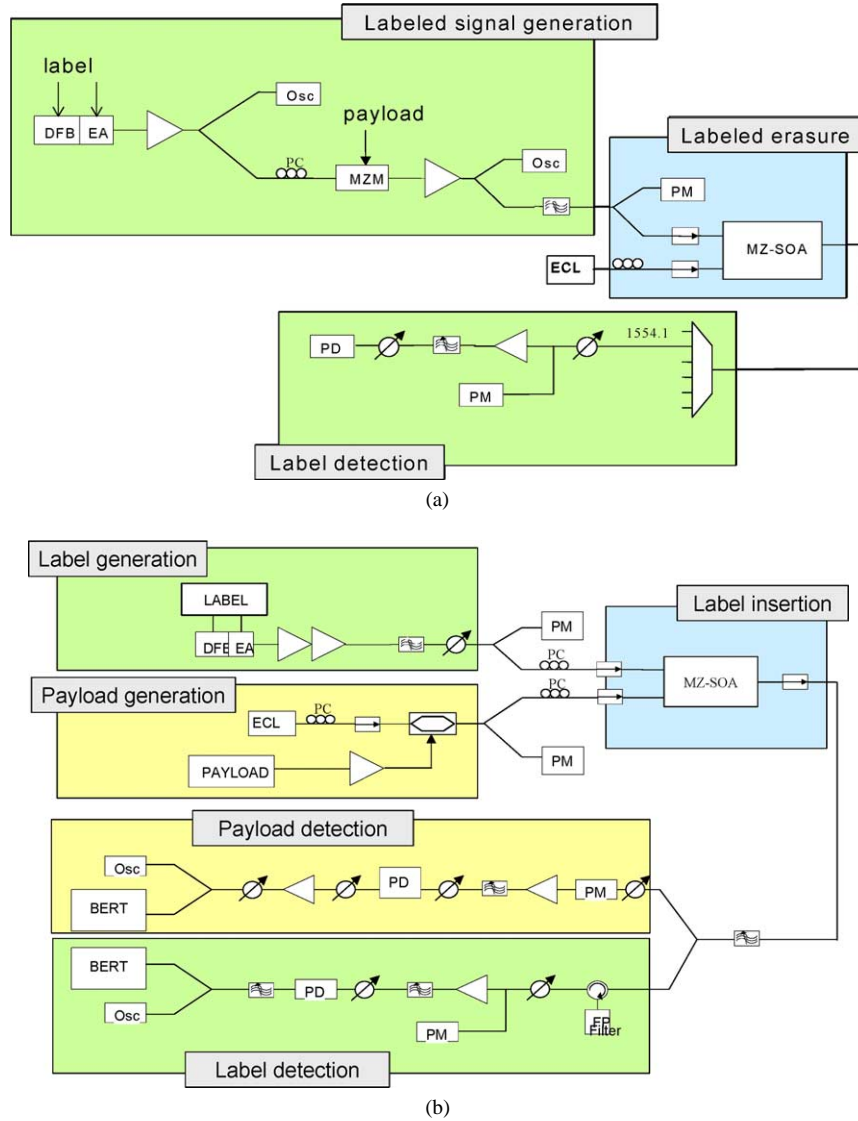 Labeled signal generation
label
DFB EA
Osc
payload
PC
MZM
Osc
Labeled erasure
PM
MZ-SOA
ECL
1554.1
PD
PM
Label detection
(a)
Label generation
LABEL
DFB EA
PM
PC
Label insertion
MZ-SOA
PC
Payload generation
PC
ECL
PAYLOAD
PM
Payload detection
Osc
BERT
PD
PM
BERT
Osc
PD
PM
FP
Filter
Label detection
(b)